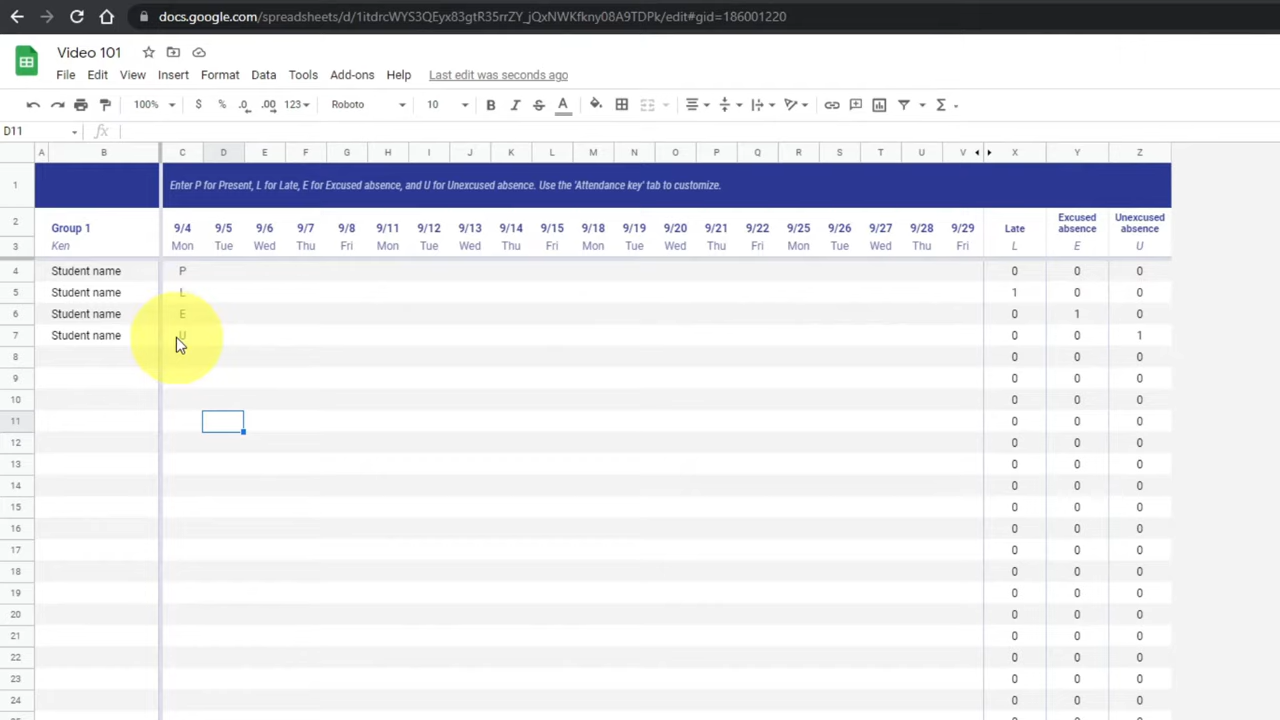 docs.google.com/spreadsheets/d/1itdrcWYS3QEyx83gtR35rrZY_jQxNWKfkny08A9TDPk/edit#gid=186001220
Video 101
File Edit View Insert Format Data Tools Add-ons Help Last edit was seconds ago
100% $ % .0 .00 123 Roboto 10 B I S A Σ
D11 fx
A B C D E F G H I J K L M N O P Q R S T U V X Y Z
1 Enter P for Present, L for Late, E for Excused absence, and U for Unexcused absence. Use the 'Attendance key' tab to customize.
2 Group 1 9/4 9/5 9/6 9/7 9/8 9/11 9/12 9/13 9/14 9/15 9/18 9/19 9/20 9/21 9/22 9/25 9/26 9/27 9/28 9/29 Late Excused absence Unexcused absence
3 Ken Mon Tue Wed Thu Fri Mon Tue Wed Thu Fri Mon Tue Wed Thu Fri Mon Tue Wed Thu Fri L E U
4 Student name P 0 0 0
5 Student name L 1 0 0
6 Student name E 0 1 0
7 Student name U 0 0 1
8 0 0 0
9 0 0 0
10 0 0 0
11 0 0 0
12 0 0 0
13 0 0 0
14 0 0 0
15 0 0 0
16 0 0 0
17 0 0 0
18 0 0 0
19 0 0 0
20 0 0 0
21 0 0 0
22 0 0 0
23 0 0 0
24 0 0 0